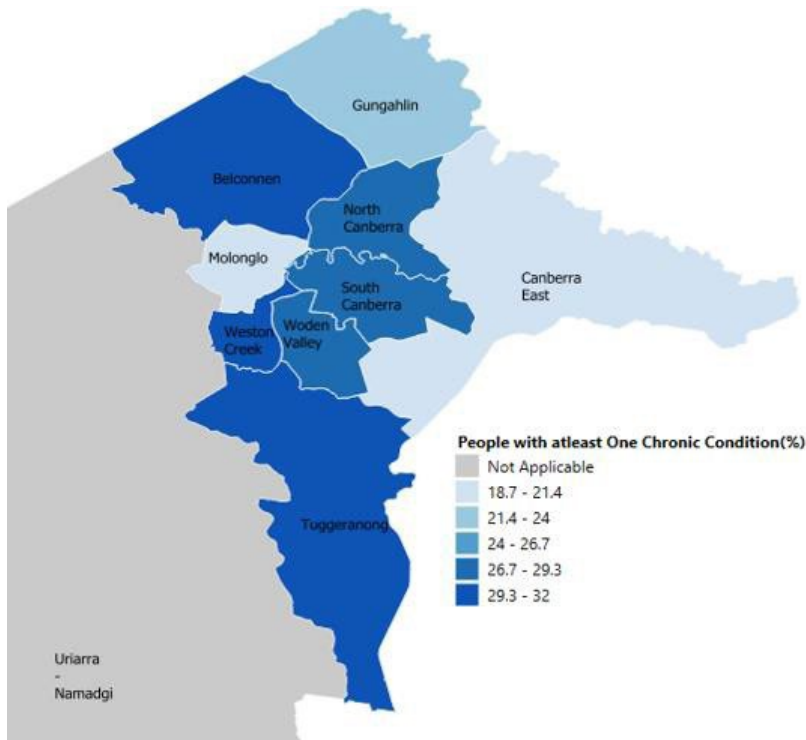 Gungahlin
Belconnen
North
Canberra
Molonglo
Canberra
East
South
Canberra
Weston
Creek
Woden
Valley
People with atleast One Chronic Condition(%)
Not Applicable
18.7 - 21.4
21.4 - 24
24 - 26.7
26.7 - 29.3
29.3 - 32
Tuggeranong
Uriarra
-
Namadgi